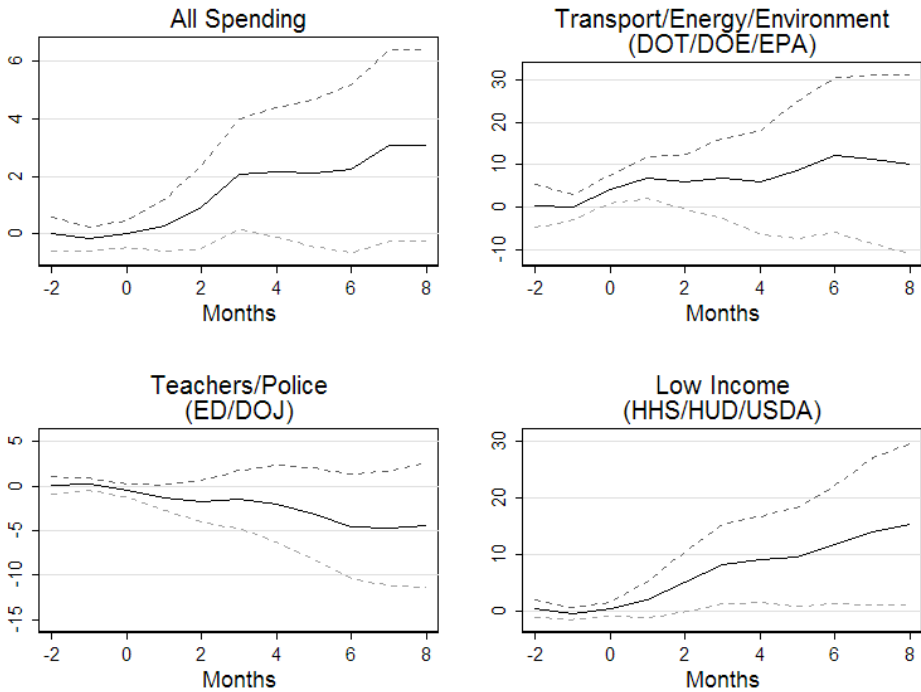 All Spending
6
4
2
0
-2 0 2 4 6 8
Months
Transport/Energy/Environment
(DOT/DOE/EPA)
30
20
10
0
-10
-2 0 2 4 6 8
Months
Teachers/Police
(ED/DOJ)
5
0
-5
-10
-15
-2 0 2 4 6 8
Months
Low Income
(HHS/HUD/USDA)
30
20
10
0
-2 0 2 4 6 8
Months